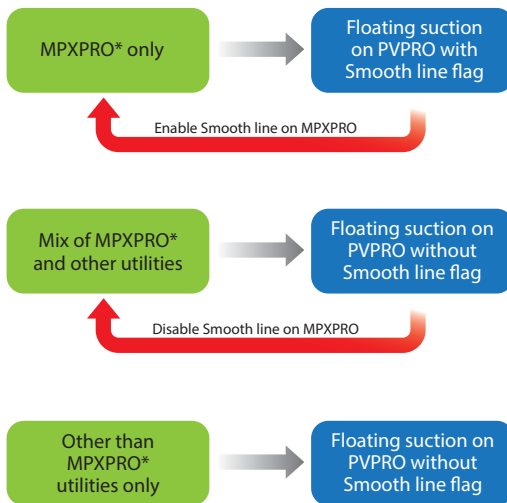 MPXPRO* only
Floating suction
on PVPRO with
Smooth line flag
Enable Smooth line on MPXPRO
Mix of MPXPRO*
and other utilities
Floating suction on
PVPRO without
Smooth line flag
Disable Smooth line on MPXPRO
Other than
MPXPRO*
utilities only
Floating suction on
PVPRO without
Smooth line flag